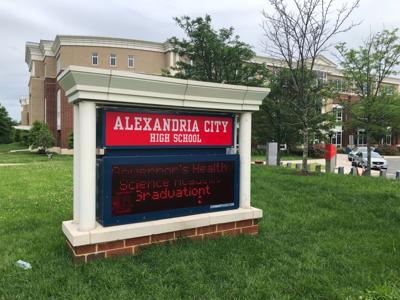 ALEXANDRIA CITY
HIGH SCHOOL
Governor's Health
Science Academy
Graduation!